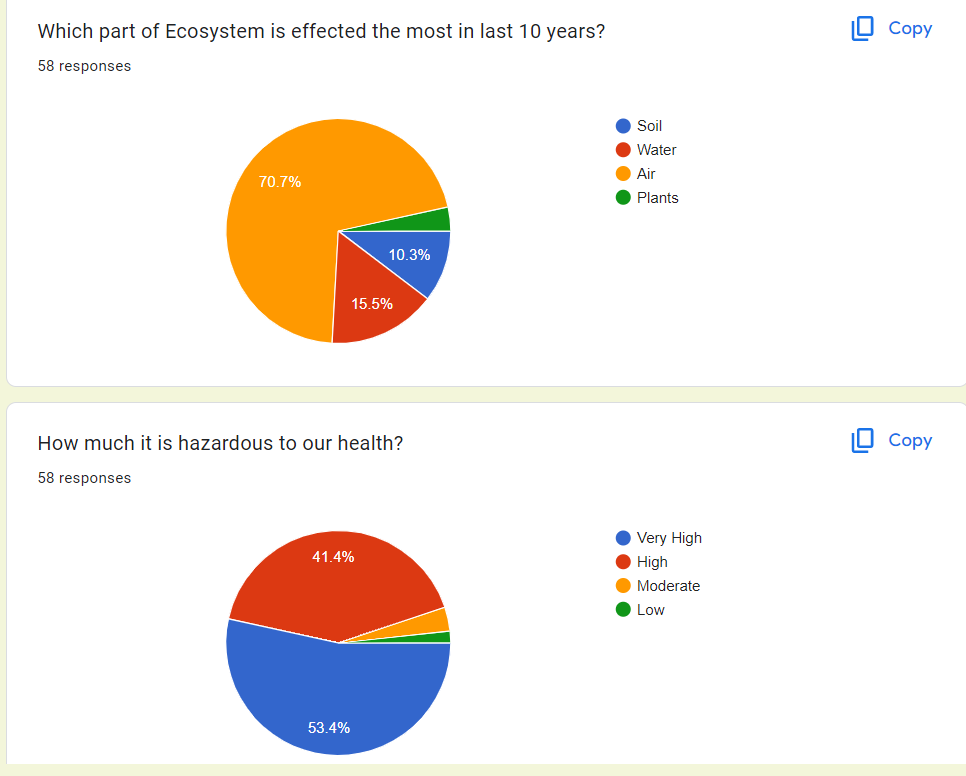 Which part of Ecosystem is effected the most in last 10 years?
Copy
58 responses
Soil
Water
Air
Plants
70.7%
10.3%
15.5%
How much it is hazardous to our health?
Copy
58 responses
Very High
High
Moderate
Low
41.4%
53.4%